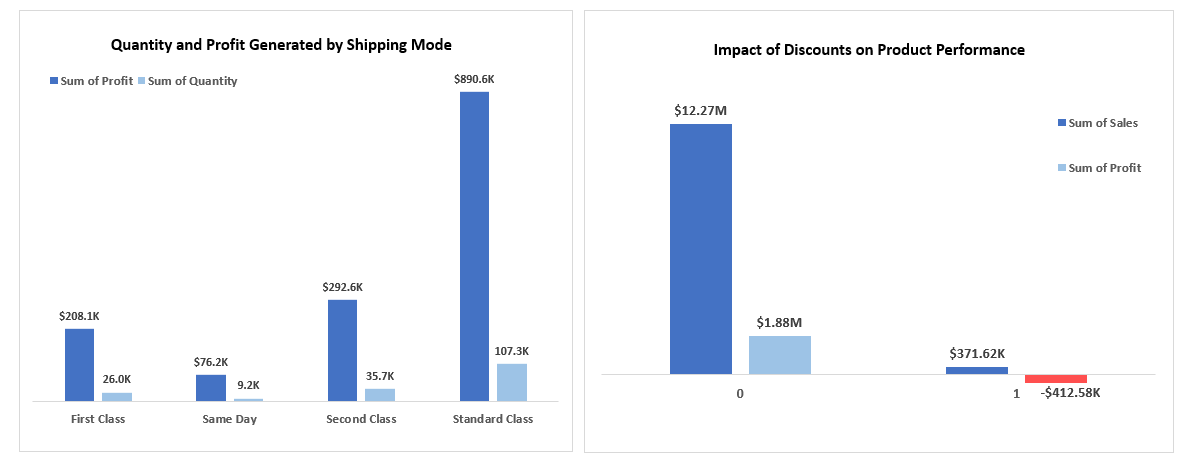 Quantity and Profit Generated by Shipping Mode
Sum of Profit Sum of Quantity
$890.6K
$292.6K
$208.1K
107.3K
$76.2K
35.7K
26.0K
9.2K
First Class Same Day Second Class Standard Class
Impact of Discounts on Product Performance
$12.27M
Sum of Sales
Sum of Profit
$1.88M
$371.62K
0 1 -$412.58K